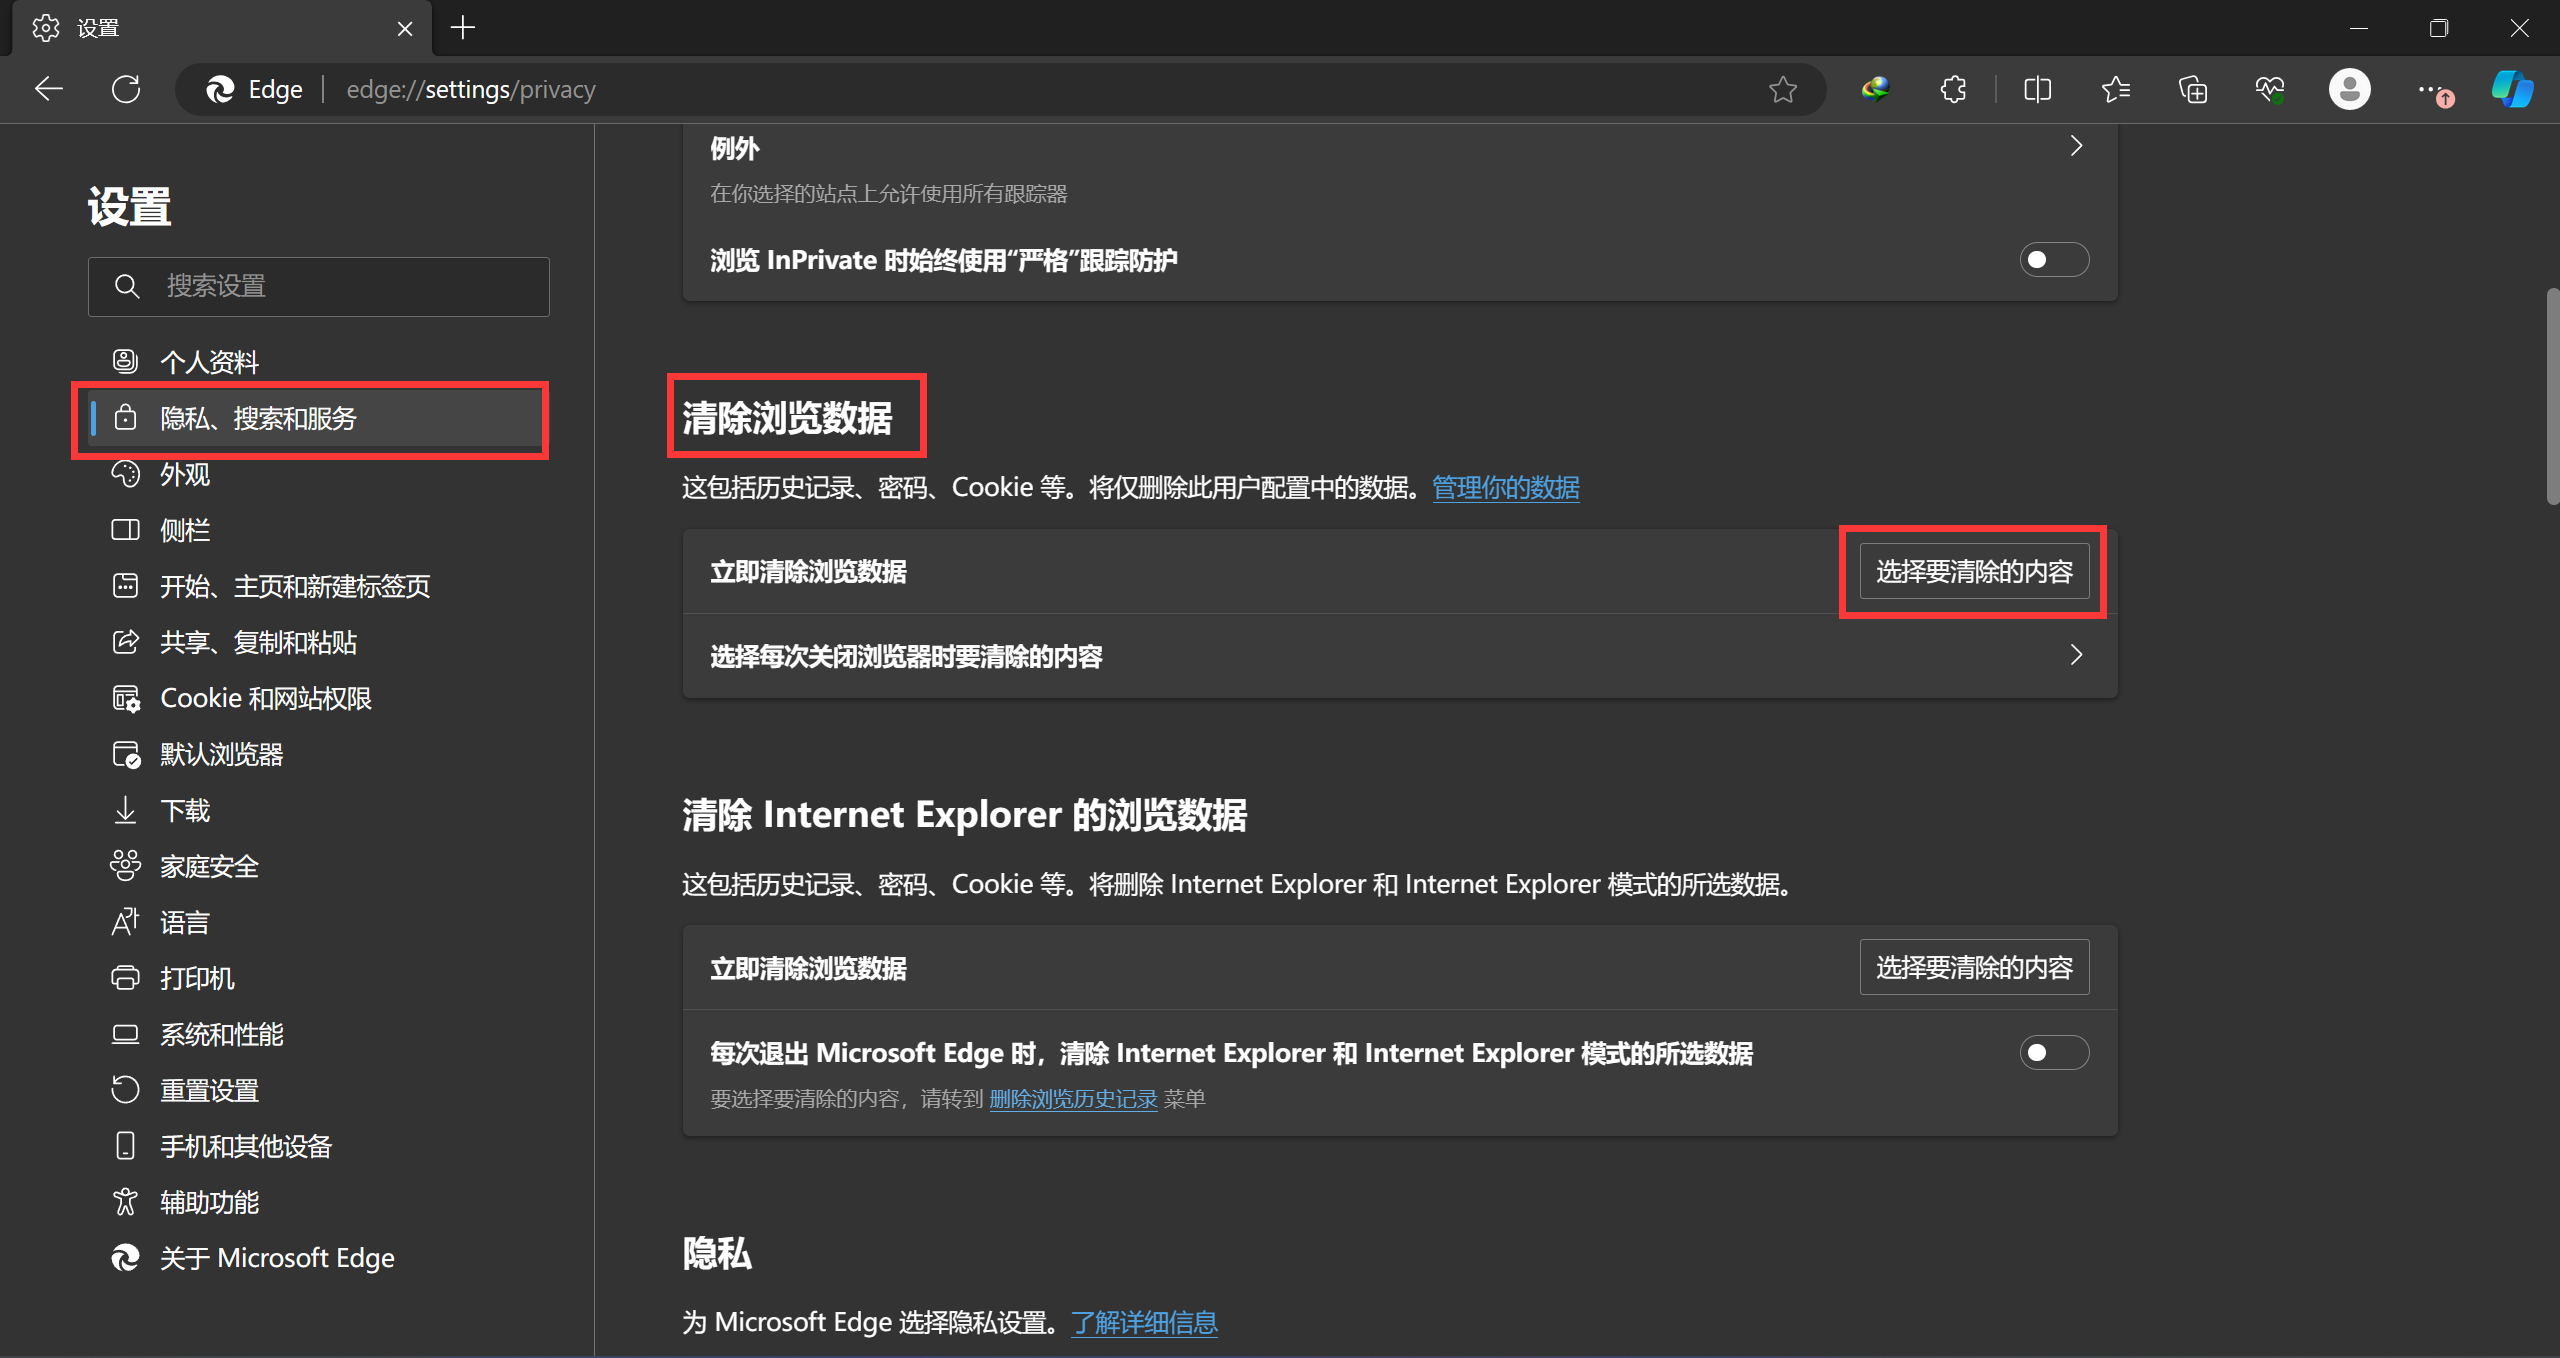 设置
Edge
edge://settings/privacy
设置
搜索设置
个人资料
隐私、搜索和服务
外观
侧栏
开始、主页和新建标签页
共享、复制和粘贴
Cookie 和网站权限
默认浏览器
下载
家庭安全
语言
打印机
系统和性能
重置设置
手机和其他设备
辅助功能
关于 Microsoft Edge
例外
在你选择的站点上允许使用所有跟踪器
浏览 InPrivate 时始终使用“严格”跟踪防护
清除浏览数据
这包括历史记录、密码、Cookie 等。将仅删除此用户配置中的数据。管理你的数据
立即清除浏览数据
选择要清除的内容
选择每次关闭浏览器时要清除的内容
清除 Internet Explorer 的浏览数据
这包括历史记录、密码、Cookie 等。将删除 Internet Explorer 和 Internet Explorer 模式的所选数据。
立即清除浏览数据
选择要清除的内容
每次退出 Microsoft Edge 时，清除 Internet Explorer 和 Internet Explorer 模式的所选数据
要选择要清除的内容，请转到 删除浏览历史记录 菜单
隐私
为 Microsoft Edge 选择隐私设置。了解详细信息